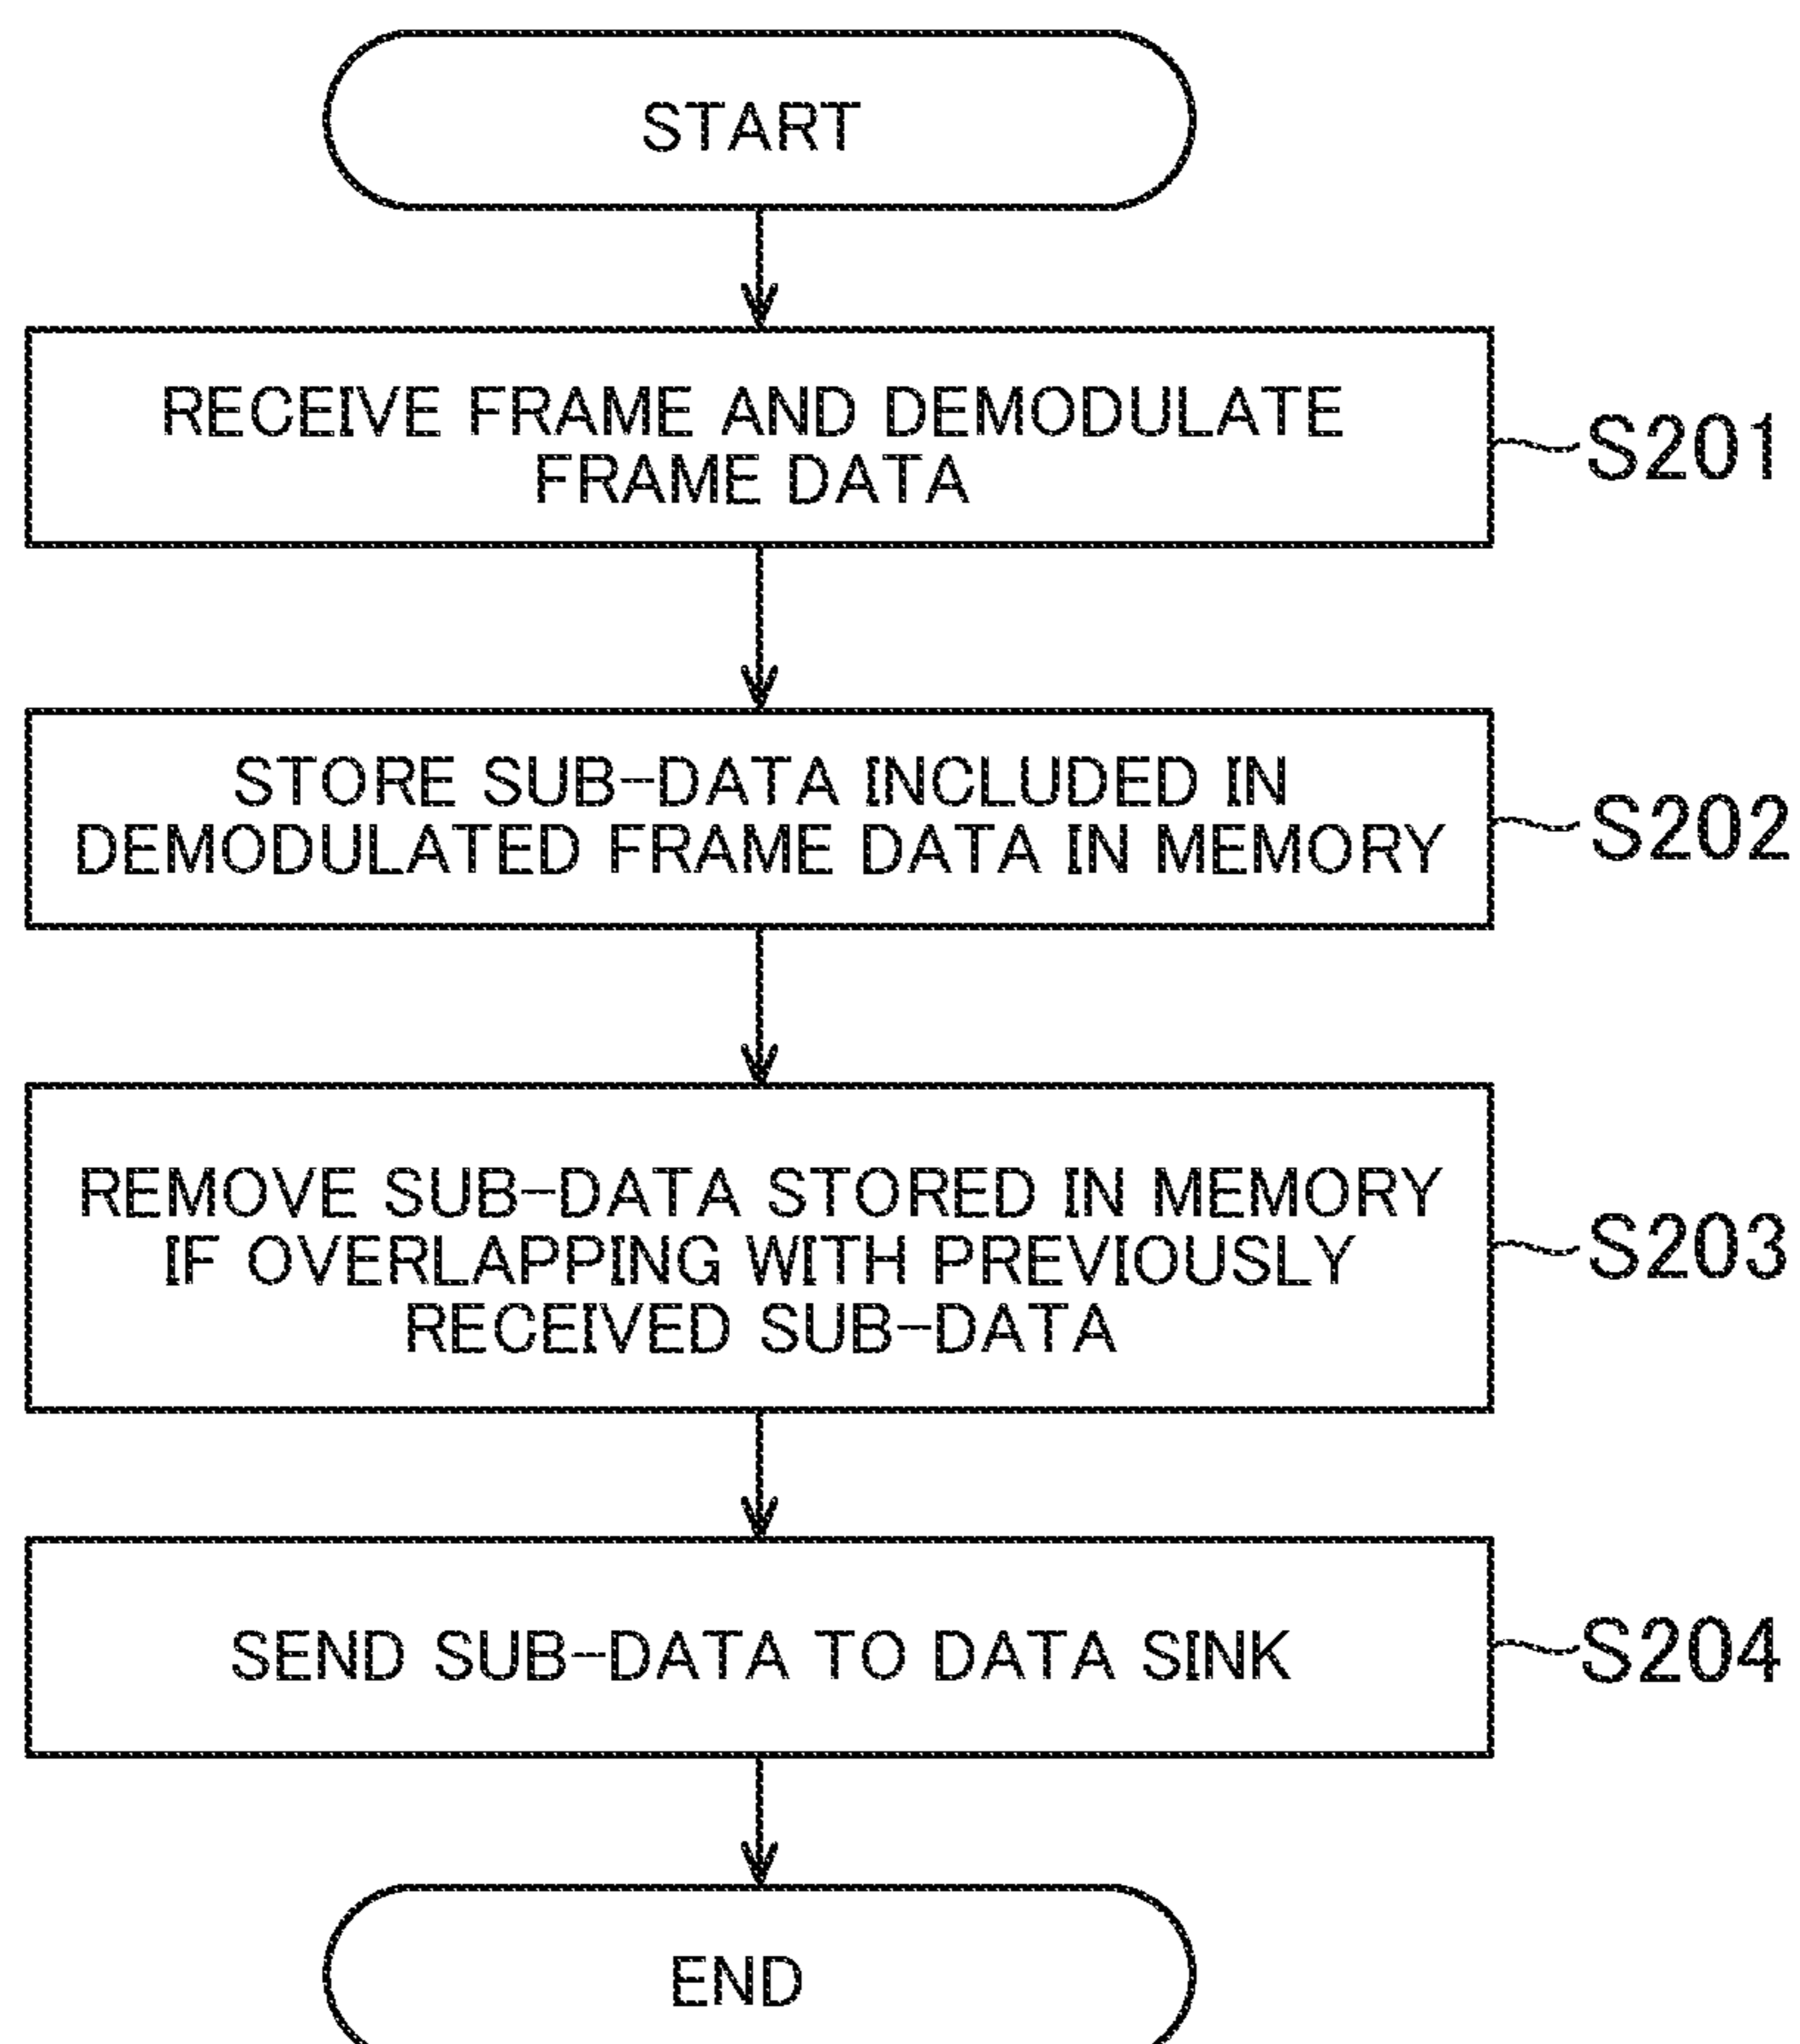 START
RECEIVE FRAME AND DEMODULATE
FRAME DATA
S201
STORE SUB-DATA INCLUDED IN
DEMODULATED FRAME DATA IN MEMORY
S202
REMOVE SUB-DATA STORED IN MEMORY
IF OVERLAPPING WITH PREVIOUSLY
RECEIVED SUB-DATA
S203
SEND SUB-DATA TO DATA SINK
S204
END